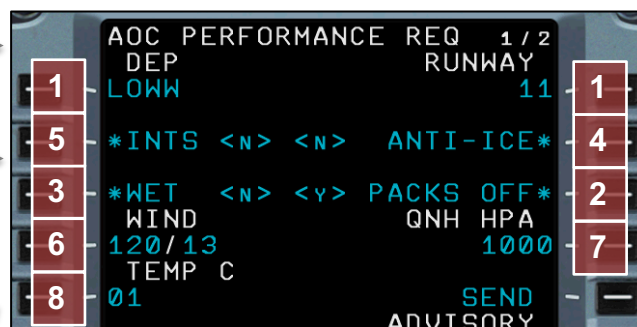 AOC PERFORMANCE REQ 1/2
DEP RUNWAY
1 LOWW 11 1
5 *INTS <N> <N> ANTI-ICE* 4
3 *WET <N> <Y> PACKS OFF* 2
WIND QNH HPA
6 120/13 1000 7
TEMP C
8 01 SEND
ADVISORY